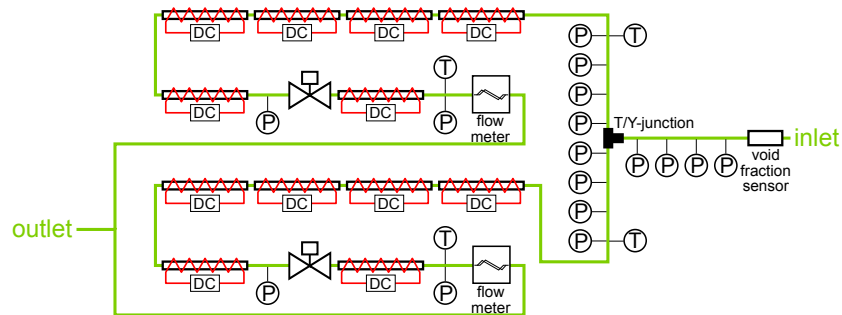 DC DC DC DC
P T
P
T
DC P DC P flow
meter
P
P
P
T/Y-junction
P
P P P P void
fraction
sensor
inlet
P
P
DC DC DC DC
P T
outlet
T
DC P DC P flow
meter